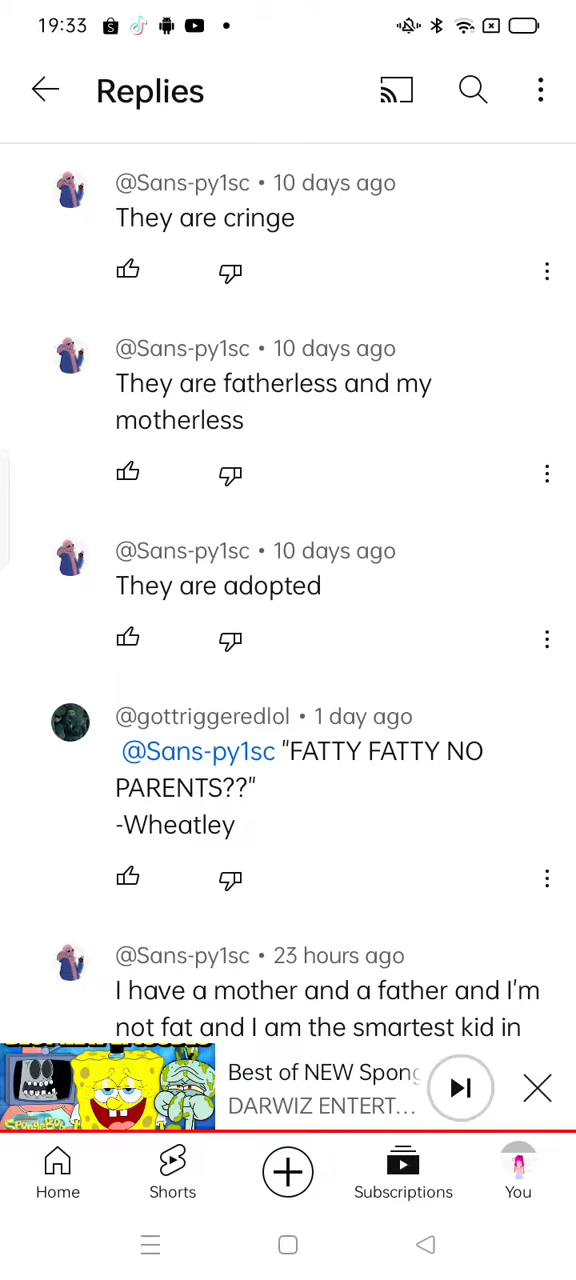 19:33
Replies
@Sans-py1sc • 10 days ago
They are cringe
@Sans-py1sc • 10 days ago
They are fatherless and my
motherless
@Sans-py1sc • 10 days ago
They are adopted
@gottriggeredlol • 1 day ago
@Sans-py1sc "FATTY FATTY NO
PARENTS??"
-Wheatley
@Sans-py1sc • 23 hours ago
I have a mother and a father and I'm
not fat and I am the smartest kid in
Best of NEW Spong
DARWIZ ENTERT...
Home
Shorts
Subscriptions
You